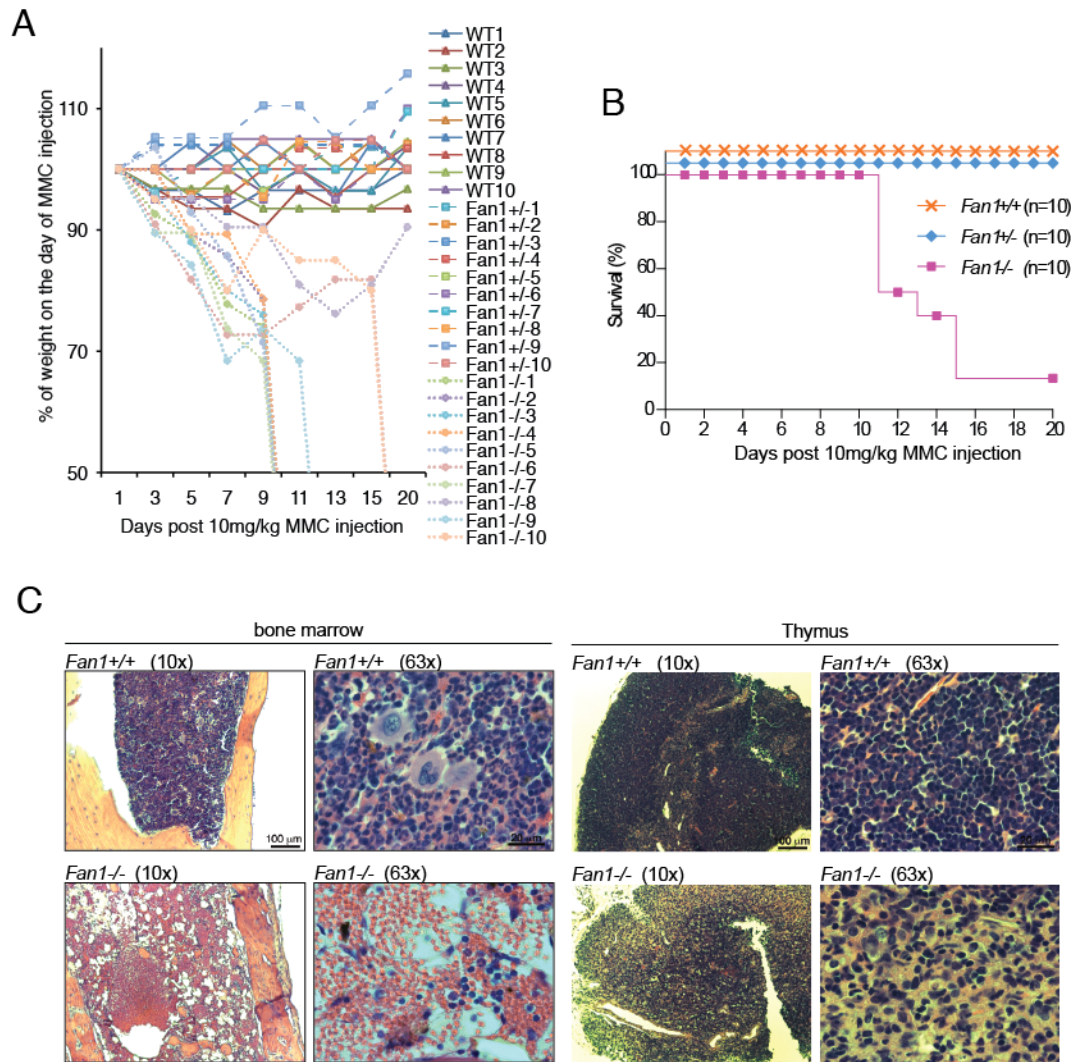 A
% of weight on the day of MMC injection
110
90
70
50
1 3 5 7 9 11 13 15 20
Days post 10mg/kg MMC injection
WT1
WT2
WT3
WT4
WT5
WT6
WT7
WT8
WT9
WT10
Fan1+/-1
Fan1+/-2
Fan1+/-3
Fan1+/-4
Fan1+/-5
Fan1+/-6
Fan1+/-7
Fan1+/-8
Fan1+/-9
Fan1+/-10
Fan1-/-1
Fan1-/-2
Fan1-/-3
Fan1-/-4
Fan1-/-5
Fan1-/-6
Fan1-/-7
Fan1-/-8
Fan1-/-9
Fan1-/-10
B
Survival (%)
100
80
60
40
20
0
0 2 4 6 8 10 12 14 16 18 20
Days post 10mg/kg MMC injection
Fan1+/+ (n=10)
Fan1+/- (n=10)
Fan1-/- (n=10)
C
bone marrow
Thymus
Fan1+/+ (10x)
Fan1+/+ (63x)
Fan1+/+ (10x)
Fan1+/+ (63x)
100 µm
20 µm
100 µm
Fan1-/- (10x)
Fan1-/- (63x)
Fan1-/- (10x)
Fan1-/- (63x)